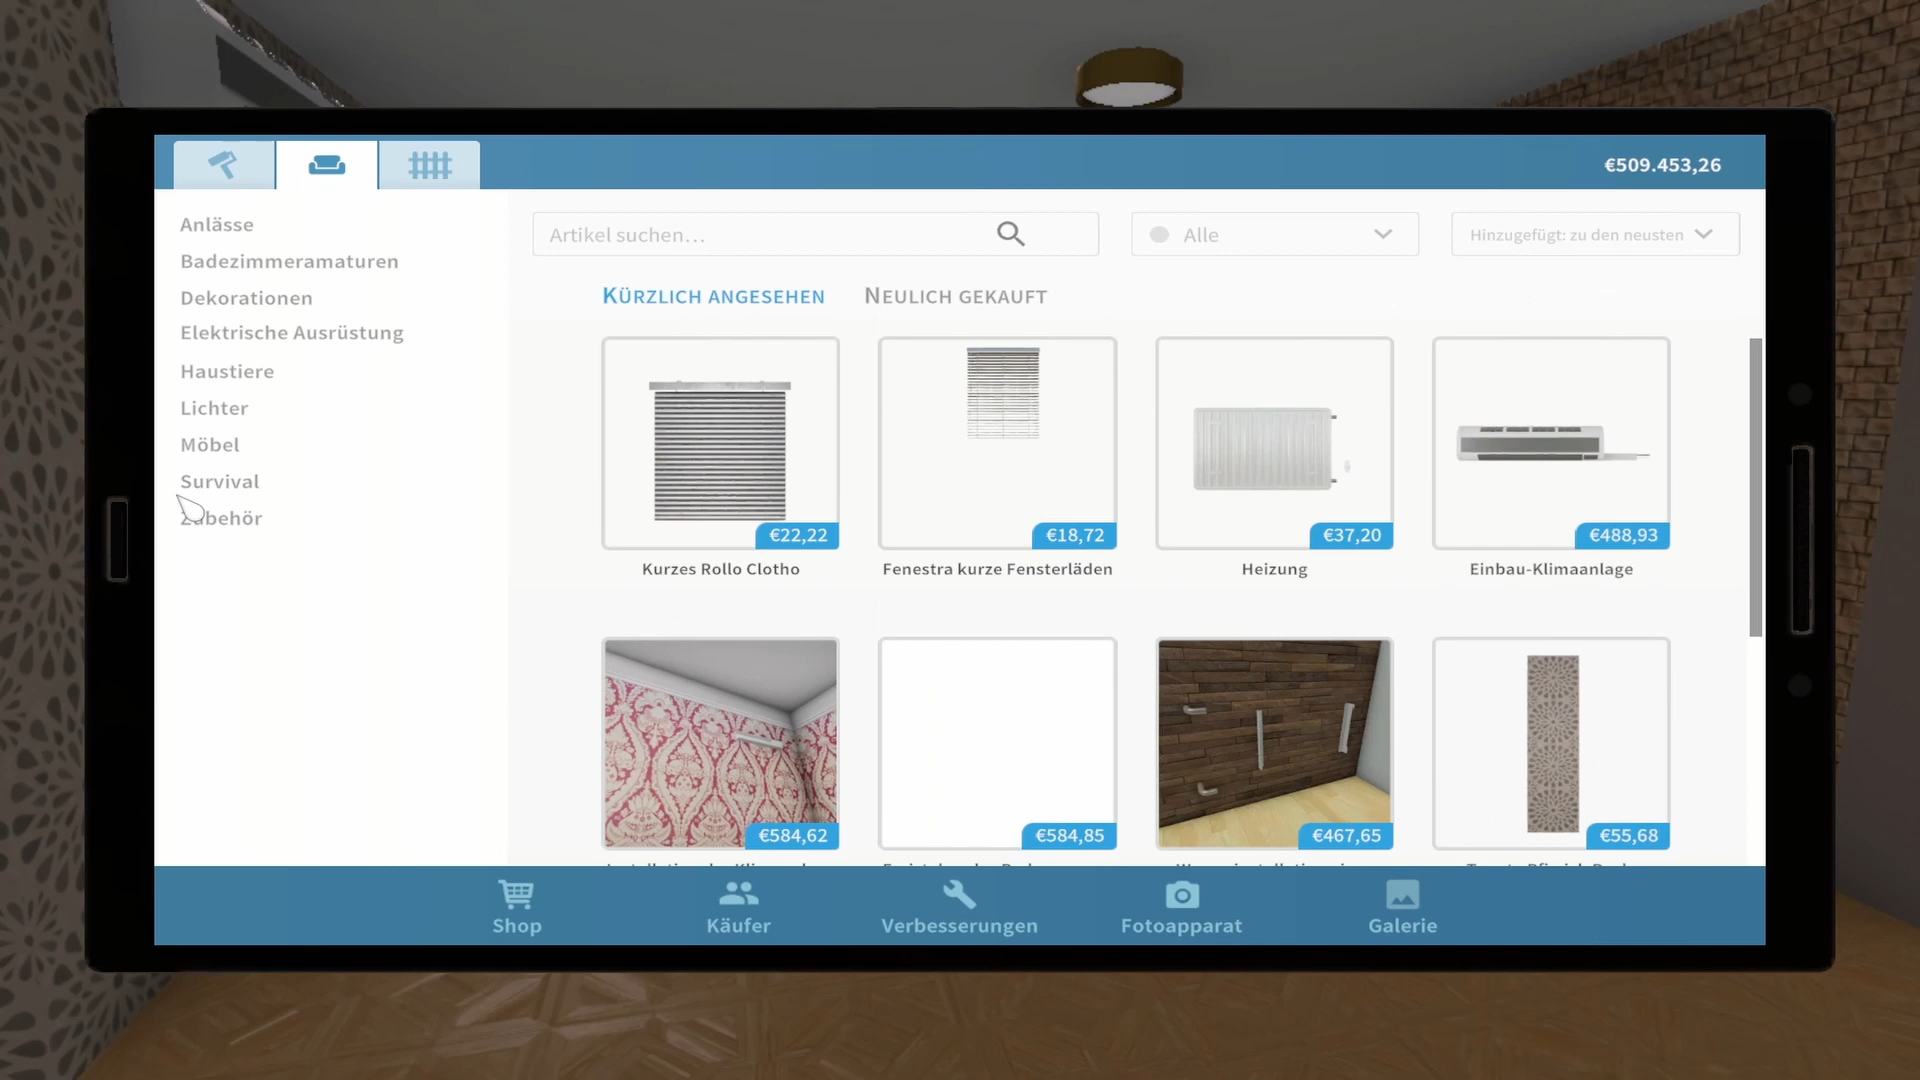 €509.453,26
Anlässe
Badezimmeramaturen
Dekorationen
Elektrische Ausrüstung
Haustiere
Lichter
Möbel
Survival
Zubehör
Artikel suchen...
Alle
Hinzugefügt: zu den neusten
KÜRZLICH ANGESEHEN
NEULICH GEKAUFT
€22,22
€18,72
€37,20
€488,93
Kurzes Rollo Clotho
Fenestra kurze Fensterläden
Heizung
Einbau-Klimaanlage
€584,62
€584,85
€467,65
€55,68
Shop
Käufer
Verbesserungen
Fotoapparat
Galerie